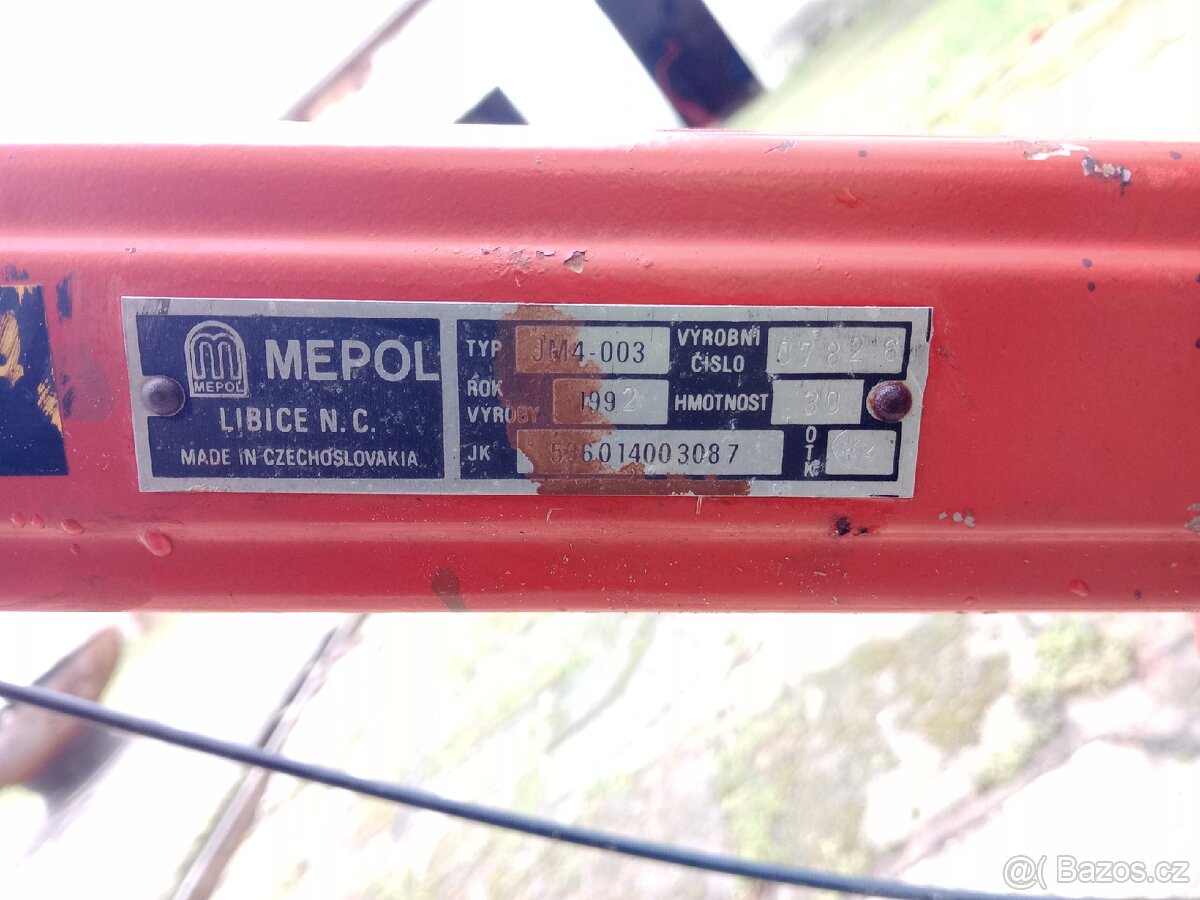 MEPOL
MEPOL
LIBICE N. C.
MADE IN CZECHOSLOVAKIA
TYP JM4-003
VÝROBNÍ
ČÍSLO 07828
ROK
VÝROBY 1992
HMOTNOST 30
JK 596014003087
OTK
@( Bazos.cz